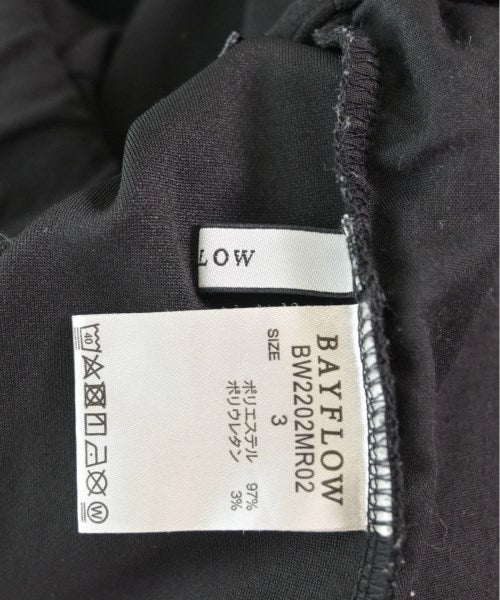 LOW
BAYFLOW
BW2202MR02
SIZE 3
ポリエステル 97%
ポリウレタン 3%
40
W